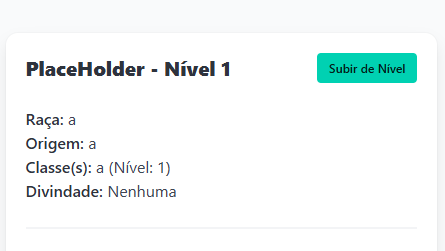 PlaceHolder - Nível 1
Subir de Nível
Raça: a
Origem: a
Classe(s): a (Nível: 1)
Divindade: Nenhuma